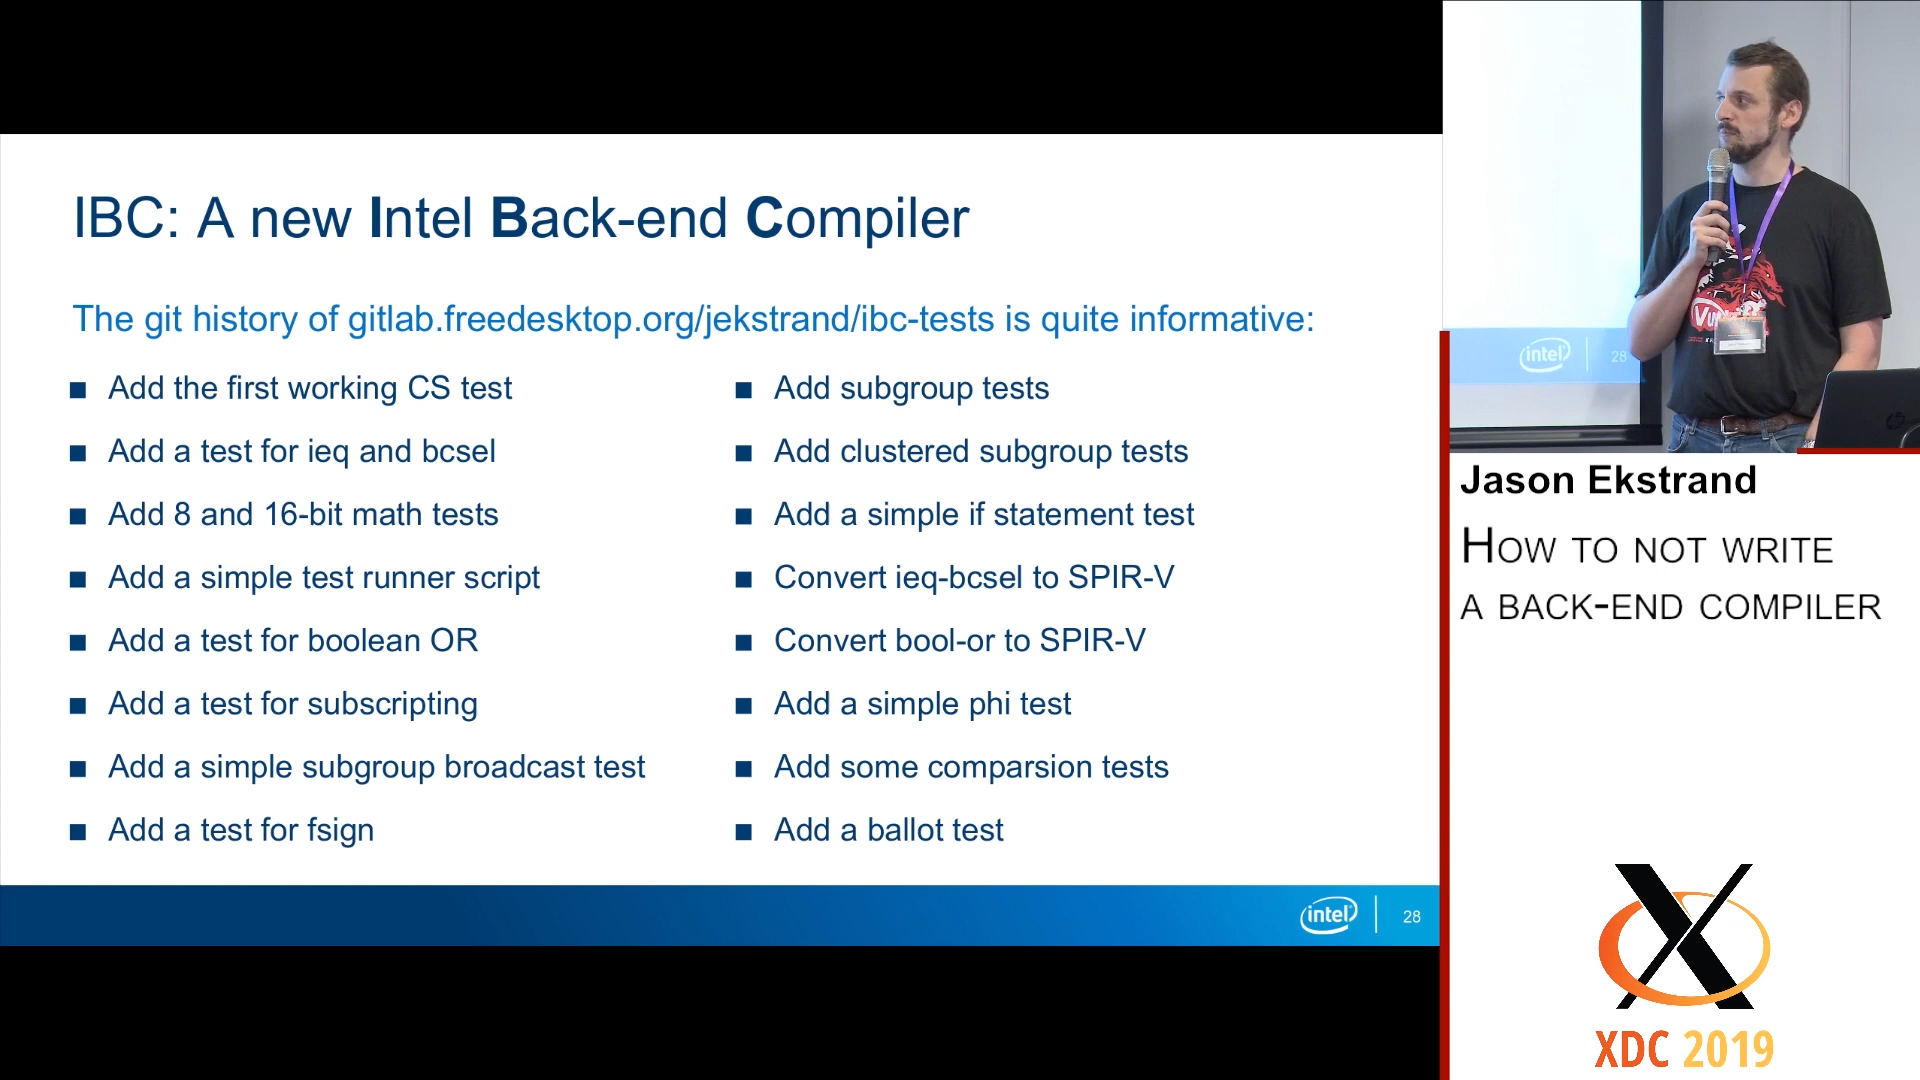 IBC: A new Intel Back-end Compiler
The git history of gitlab.freedesktop.org/jekstrand/ibc-tests is quite informative:
Add the first working CS test
Add a test for ieq and bcsel
Add 8 and 16-bit math tests
Add a simple test runner script
Add a test for boolean OR
Add a test for subscripting
Add a simple subgroup broadcast test
Add a test for fsign
Add subgroup tests
Add clustered subgroup tests
Add a simple if statement test
Convert ieq-bcsel to SPIR-V
Convert bool-or to SPIR-V
Add a simple phi test
Add some comparsion tests
Add a ballot test
intel
28
intel
28
Jason Ekstrand
How to not write
a back-end compiler
XDC 2019